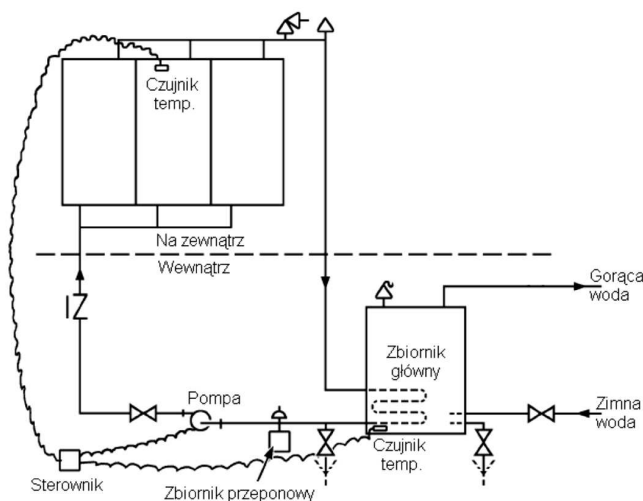 Czujnik
temp.
Na zewnątrz
Wewnątrz
Gorąca
woda
Zbiornik
główny
Pompa
Zimna
woda
Czujnik
temp.
Sterownik
Zbiornik przeponowy